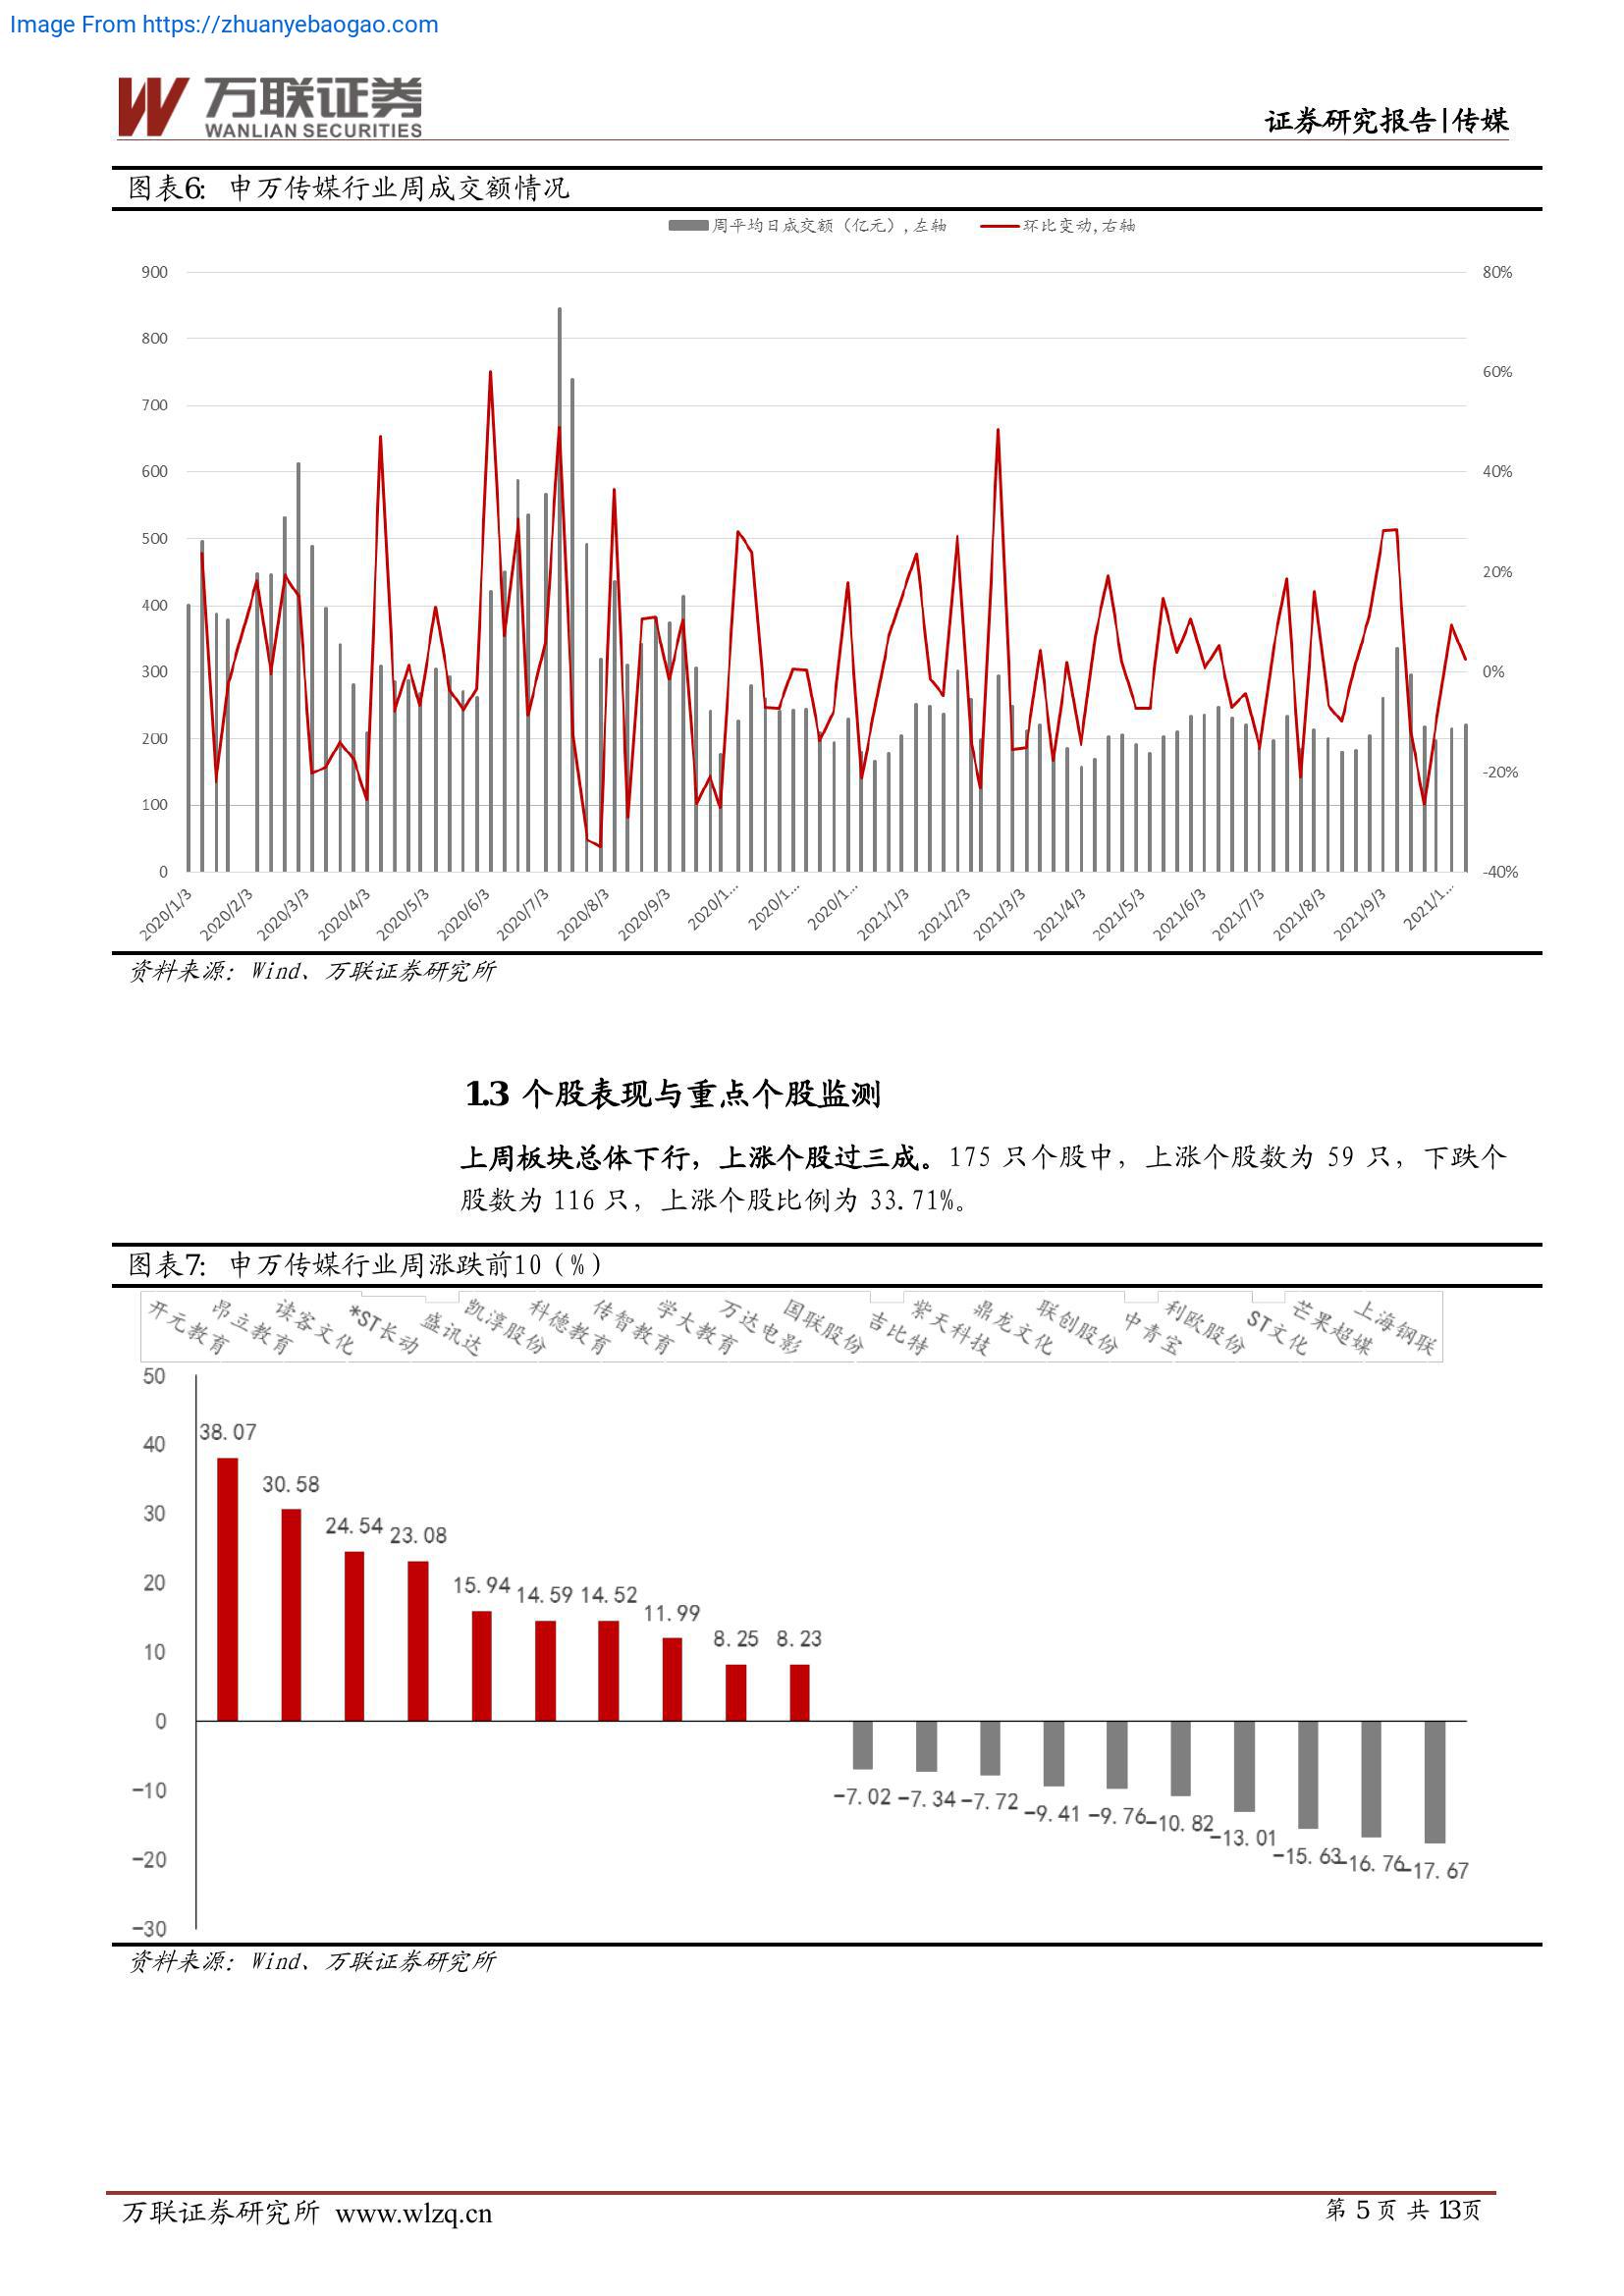 Image From https://zhuanyebaogao.com
万联证券
WANLIAN SECURITIES
证券研究报告|传媒
图表6: 申万传媒行业周成交额情况
周平均日成交额（亿元）,左轴 环比变动,右轴
900 80%
800
700 60%
600 40%
500
400 20%
300 0%
200 -20%
100
0 -40%
2020/1/3 2020/2/3 2020/3/3 2020/4/3 2020/5/3 2020/6/3 2020/7/3 2020/8/3 2020/9/3 2020/1... 2020/1... 2020/1... 2021/1/3 2021/2/3 2021/3/3 2021/4/3 2021/5/3 2021/6/3 2021/7/3 2021/8/3 2021/9/3 2021/1...
资料来源：Wind、万联证券研究所
1.3 个股表现与重点个股监测
上周板块总体下行，上涨个股过三成。175 只个股中，上涨个股数为 59 只，下跌个
股数为 116 只，上涨个股比例为 33.71%。
图表7: 申万传媒行业周涨跌前10（%）
开元教育 昂立教育 读客文化 *ST长动 盛讯达 凯淳股份 科德教育 传智教育 学大教育 万达电影 国联股份 吉比特 紫天科技 鼎龙文化 联创股份 中青宝 利欧股份 ST文化 芒果超媒 上海钢联
50
40
30
20
10
0
-10
-20
-30
38.07 30.58 24.54 23.08 15.94 14.59 14.52 11.99 8.25 8.23
-7.02 -7.34 -7.72 -9.41 -9.76 -10.82 -13.01 -15.63 -16.76 -17.67
资料来源：Wind、万联证券研究所
万联证券研究所 www.wlzq.cn
第 5 页 共 13页